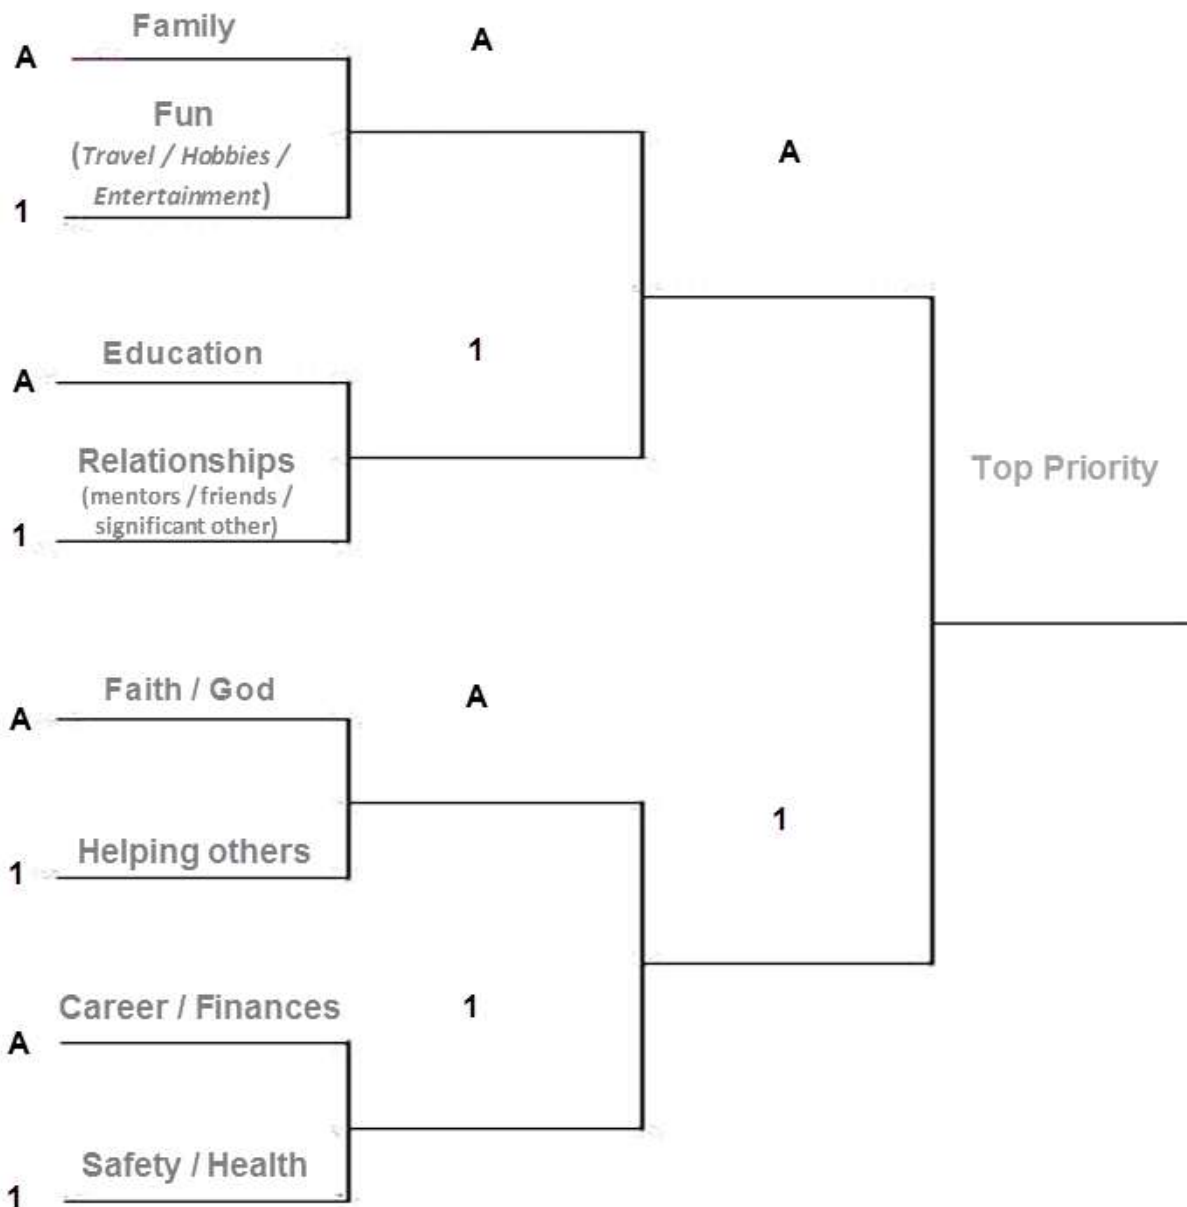 Family
A
A
Fun
(Travel / Hobbies /
Entertainment)
1
A
Education
1
A
Relationships
(mentors / friends /
significant other)
1
Top Priority
Faith / God
A
A
Helping others
1
1
Career / Finances
1
A
Safety / Health
1